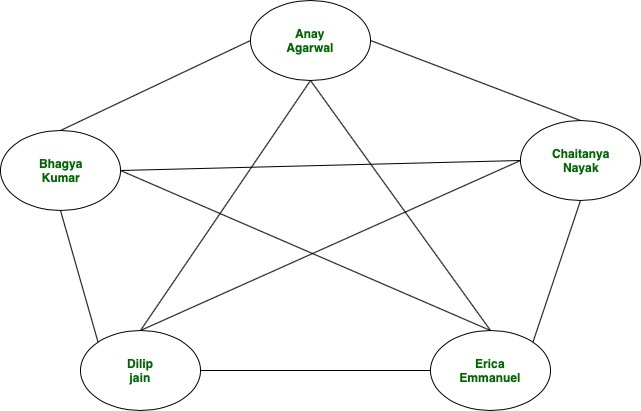 Anay
Agarwal
Bhagya
Kumar
Chaitanya
Nayak
Dilip
jain
Erica
Emmanuel